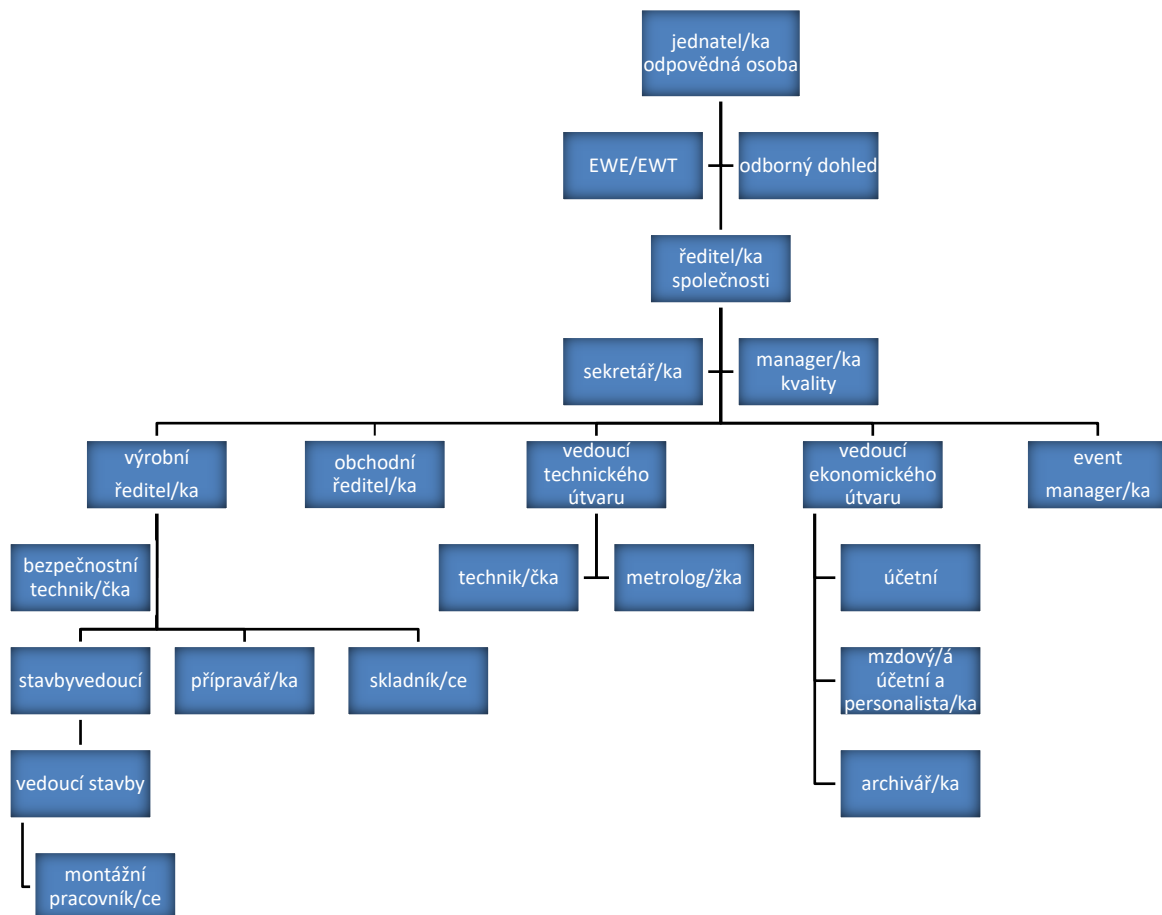 jednatel/ka
odpovědná osoba
EWE/EWT
odborný dohled
ředitel/ka
společnosti
sekretář/ka
manager/ka
kvality
výrobní
ředitel/ka
obchodní
ředitel/ka
vedoucí
technického
útvaru
vedoucí
ekonomického
útvaru
event
manager/ka
bezpečnostní
technik/čka
technik/čka
metrolog/žka
účetní
stavbyvedoucí
přípravář/ka
skladník/ce
mzdový/á
účetní a
personalista/ka
vedoucí stavby
archivář/ka
montážní
pracovník/ce